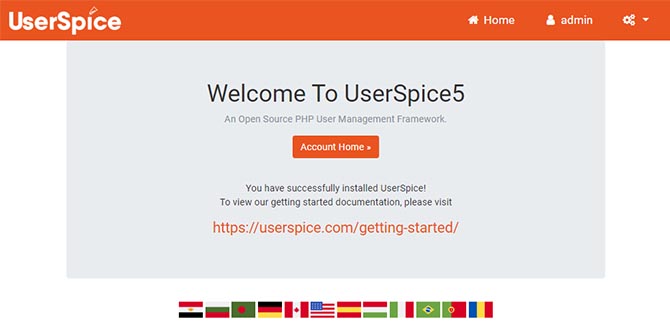 UserSpice
Home
admin
Welcome To UserSpice5
An Open Source PHP User Management Framework.
Account Home »
You have successfully installed UserSpice!
To view our getting started documentation, please visit
https://userspice.com/getting-started/